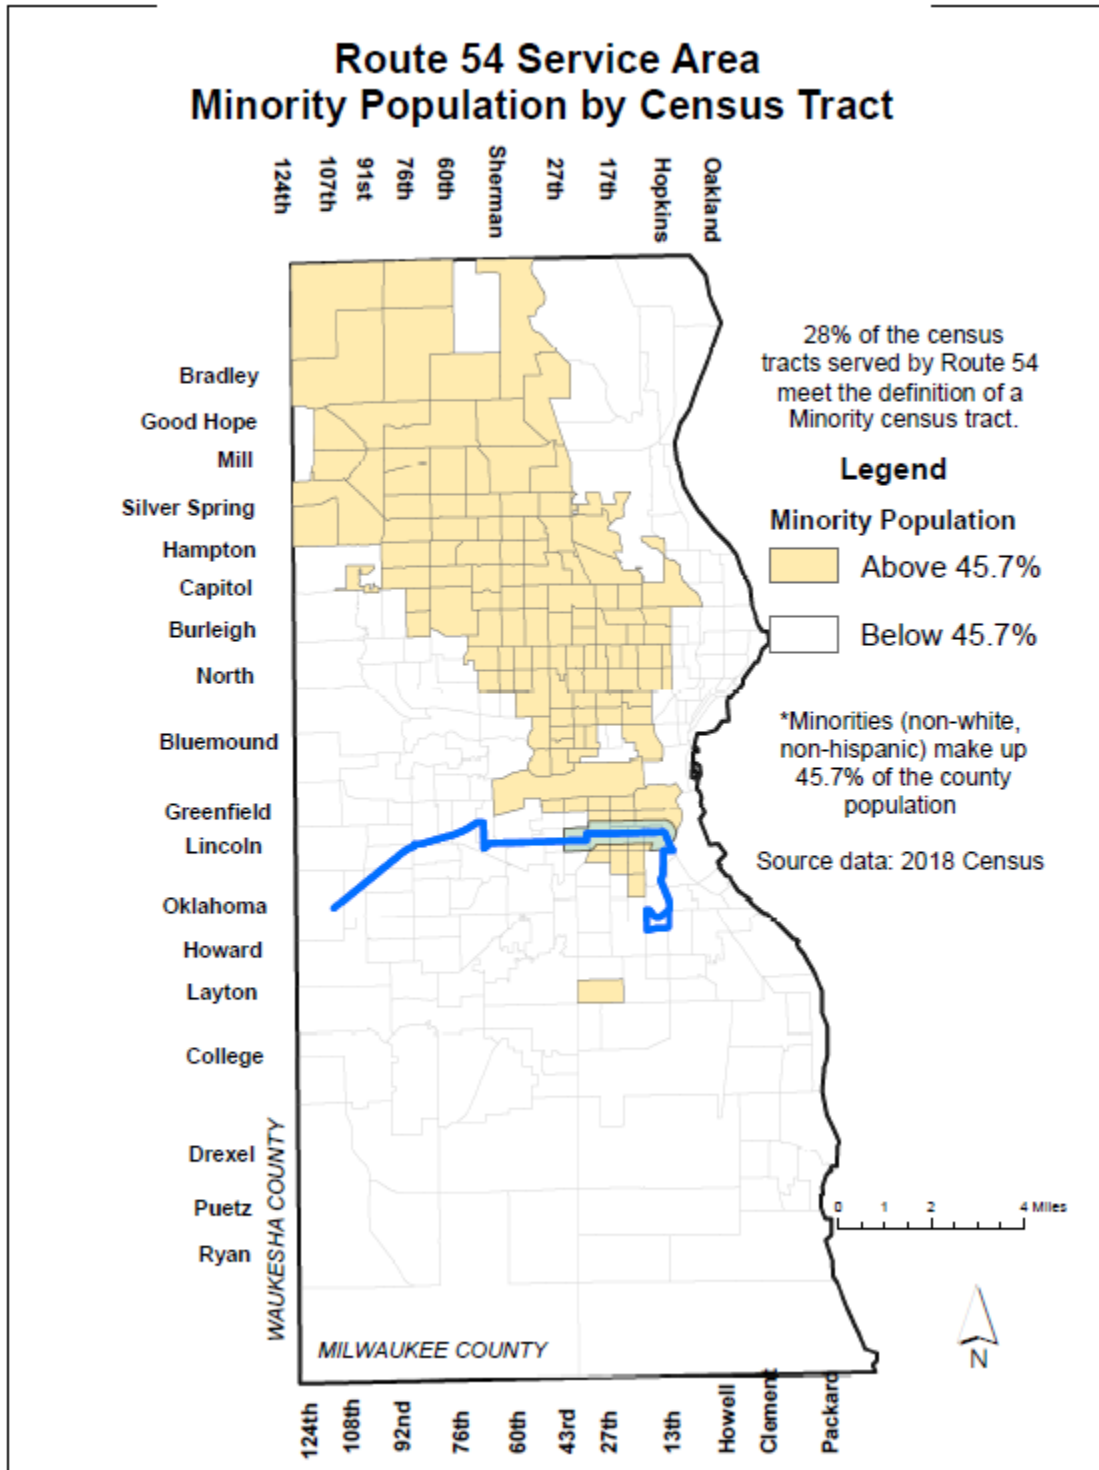 Route 54 Service Area
Minority Population by Census Tract
124th
107th
91st
76th
60th
Sherman
27th
17th
Hopkins
Oakland
Bradley
Good Hope
Mill
Silver Spring
Hampton
Capitol
Burleigh
North
Bluemound
Greenfield
Lincoln
Oklahoma
Howard
Layton
College
Drexel
Puetz
Ryan
28% of the census
tracts served by Route 54
meet the definition of a
Minority census tract.
Legend
Minority Population
Above 45.7%
Below 45.7%
*Minorities (non-white,
non-hispanic) make up
45.7% of the county
population
Source data: 2018 Census
0 1 2 4 Miles
N
WAUKESHA COUNTY
MILWAUKEE COUNTY
124th
108th
92nd
76th
60th
43rd
27th
13th
Howell
Clement
Packard